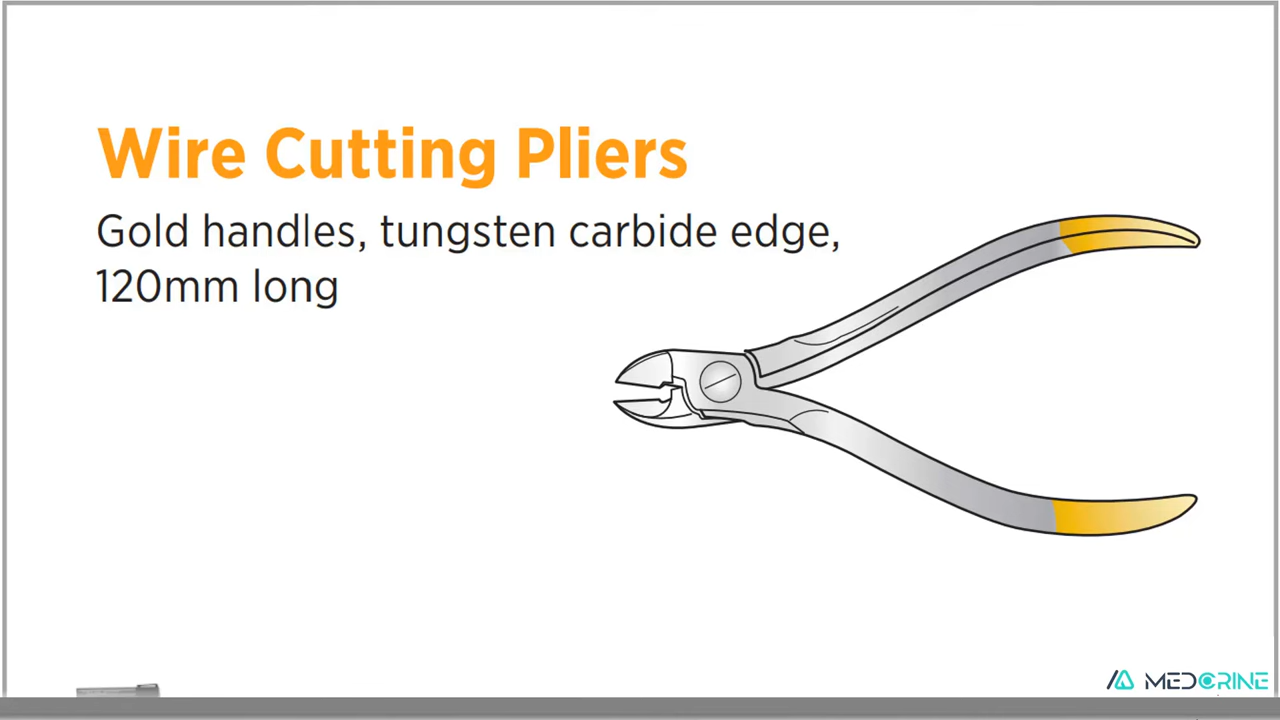 Wire Cutting Pliers
Gold handles, tungsten carbide edge,
120mm long
MEDCRINE